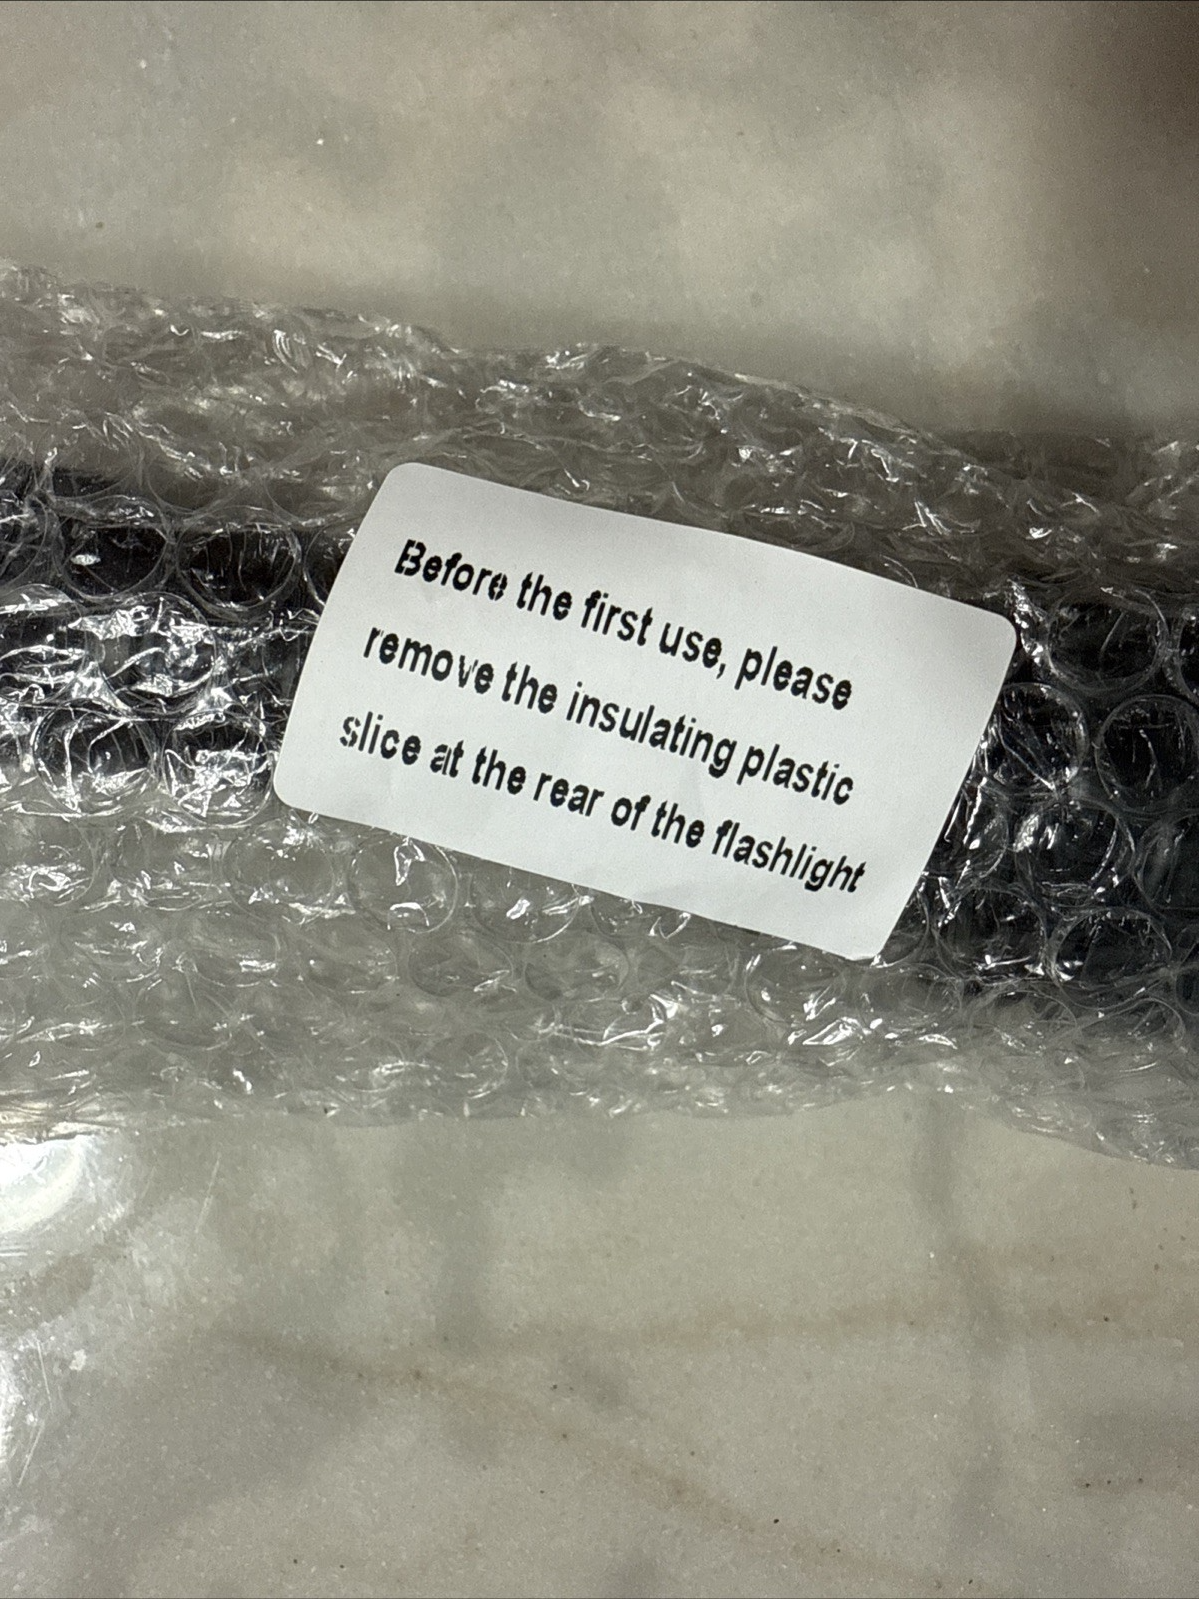 Before the first use, please
remove the insulating plastic
slice at the rear of the flashlight